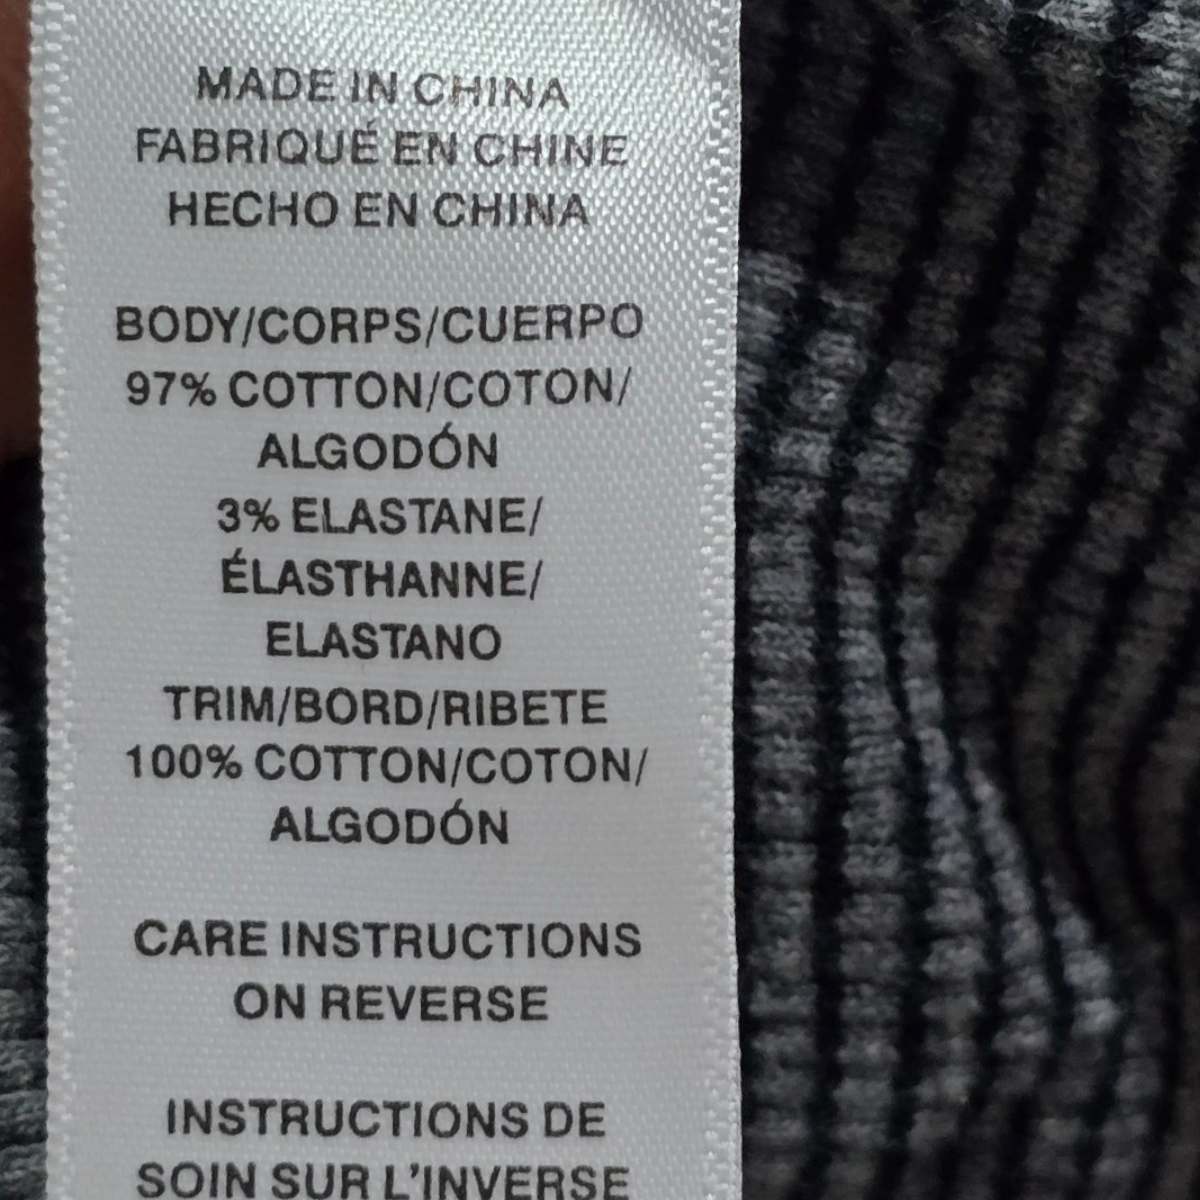 MADE IN CHINA
FABRIQUÉ EN CHINE
HECHO EN CHINA
BODY/CORPS/CUERPO
97% COTTON/COTON/
ALGODÓN
3% ELASTANE/
ÉLASTHANNE/
ELASTANO
TRIM/BORD/RIBETE
100% COTTON/COTON/
ALGODÓN
CARE INSTRUCTIONS
ON REVERSE
INSTRUCTIONS DE
SOIN SUR L'INVERSE